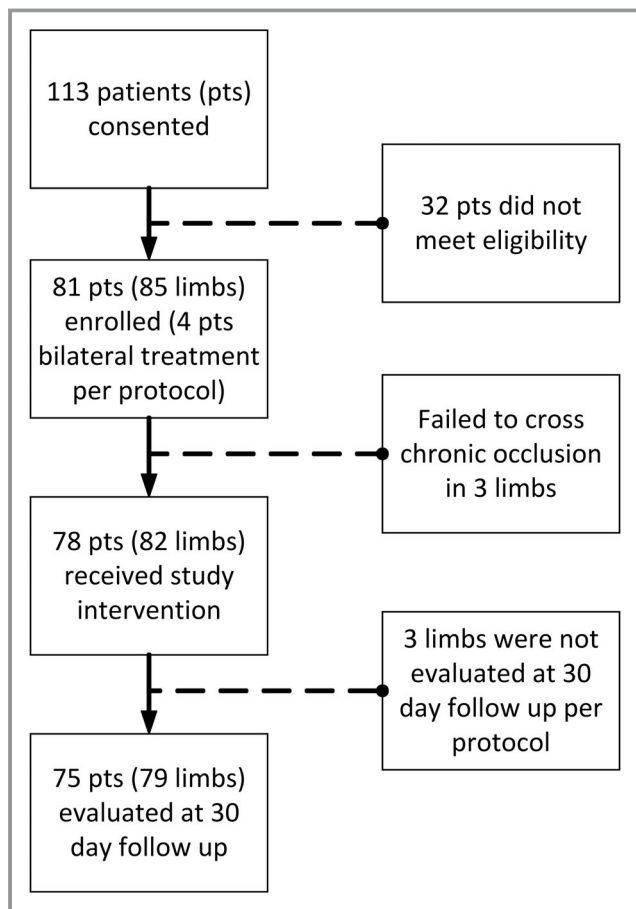 113 patients (pts)
consented
32 pts did not
meet eligibility
81 pts (85 limbs)
enrolled (4 pts
bilateral treatment
per protocol)
Failed to cross
chronic occlusion
in 3 limbs
78 pts (82 limbs)
received study
intervention
3 limbs were not
evaluated at 30
day follow up per
protocol
75 pts (79 limbs)
evaluated at 30
day follow up